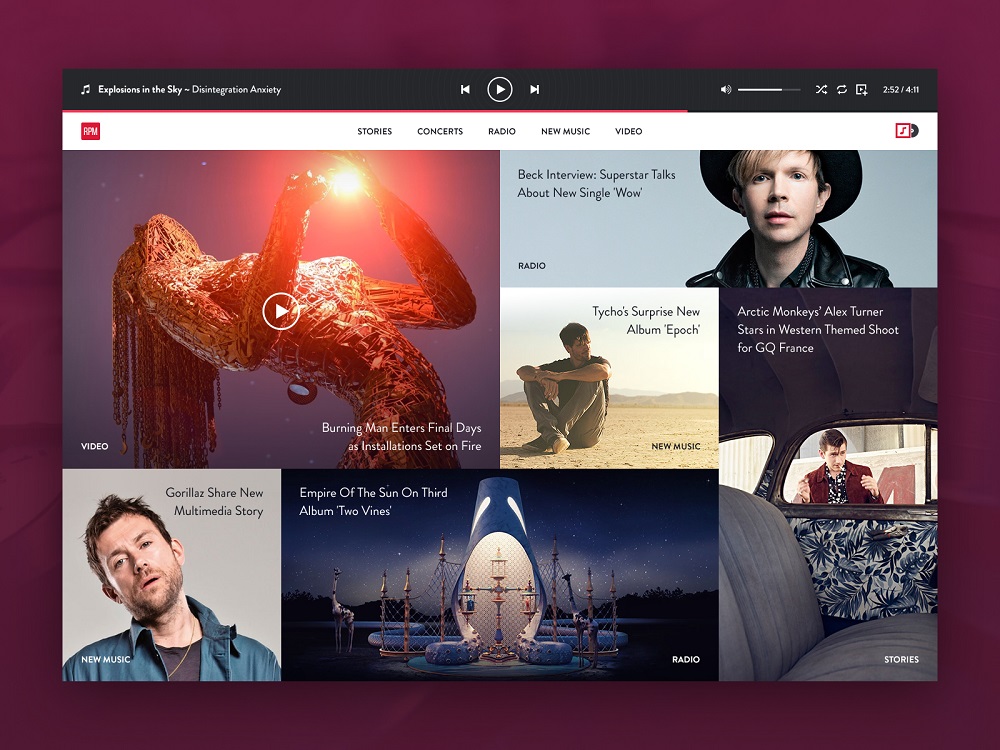 Explosions in the Sky ~ Disintegration Anxiety
2:52 / 4:11
RPM
STORIES
CONCERTS
RADIO
NEW MUSIC
VIDEO
Burning Man Enters Final Days
as Installations Set on Fire
VIDEO
Beck Interview: Superstar Talks
About New Single 'Wow'
RADIO
Tycho's Surprise New
Album 'Epoch'
NEW MUSIC
Arctic Monkeys' Alex Turner
Stars in Western Themed Shoot
for GQ France
STORIES
Gorillaz Share New
Multimedia Story
NEW MUSIC
Empire Of The Sun On Third
Album 'Two Vines'
RADIO